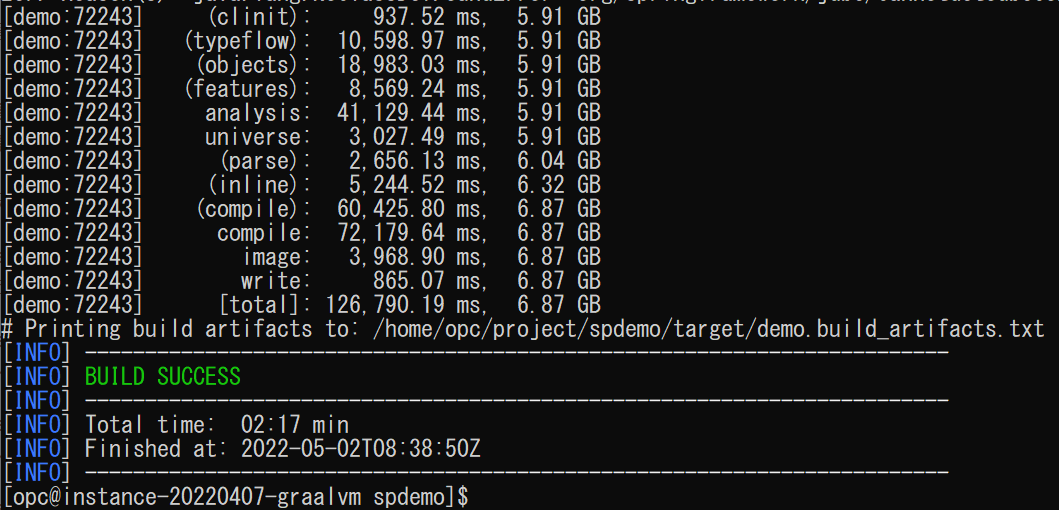 [demo:72243]      (clinit):     937.52 ms,  5.91 GB
[demo:72243]    (typeflow):  10,598.97 ms,  5.91 GB
[demo:72243]     (objects):  18,983.03 ms,  5.91 GB
[demo:72243]    (features):   8,569.24 ms,  5.91 GB
[demo:72243]      analysis:  41,129.44 ms,  5.91 GB
[demo:72243]      universe:   3,027.49 ms,  5.91 GB
[demo:72243]       (parse):   2,656.13 ms,  6.04 GB
[demo:72243]      (inline):   5,244.52 ms,  6.32 GB
[demo:72243]     (compile):  60,425.80 ms,  6.87 GB
[demo:72243]       compile:  72,179.64 ms,  6.87 GB
[demo:72243]         image:   3,968.90 ms,  6.87 GB
[demo:72243]         write:     865.07 ms,  6.87 GB
[demo:72243]       [total]: 126,790.19 ms,  6.87 GB
# Printing build artifacts to: /home/opc/project/spdemo/target/demo.build_artifacts.txt
[INFO] ------------------------------------------------------------------------
[INFO] BUILD SUCCESS
[INFO] ------------------------------------------------------------------------
[INFO] Total time:  02:17 min
[INFO] Finished at: 2022-05-02T08:38:50Z
[INFO] ------------------------------------------------------------------------
[opc@instance-20220407-graalvm spdemo]$